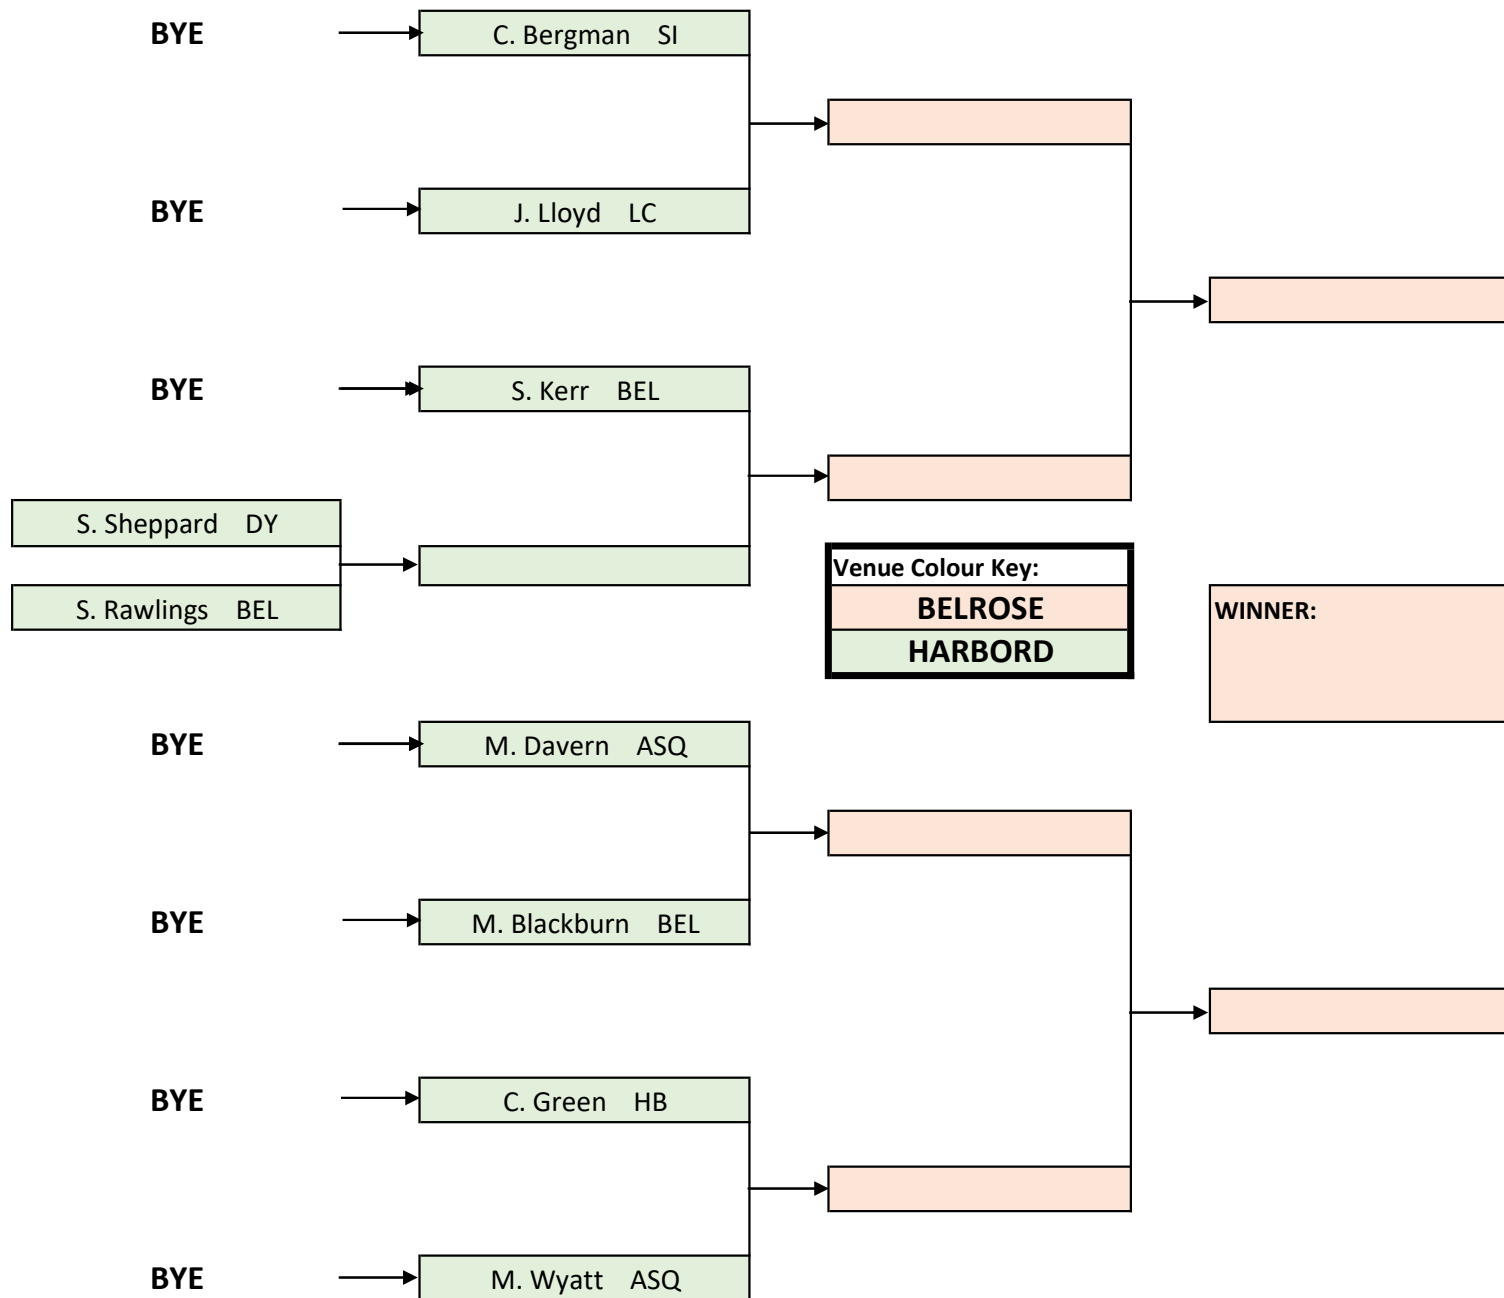 BYE
C. Bergman SI
BYE
J. Lloyd LC
BYE
S. Kerr BEL
S. Sheppard DY
S. Rawlings BEL
Venue Colour Key:
BELROSE
HARBORD
WINNER:
BYE
M. Davern ASQ
BYE
M. Blackburn BEL
BYE
C. Green HB
BYE
M. Wyatt ASQ